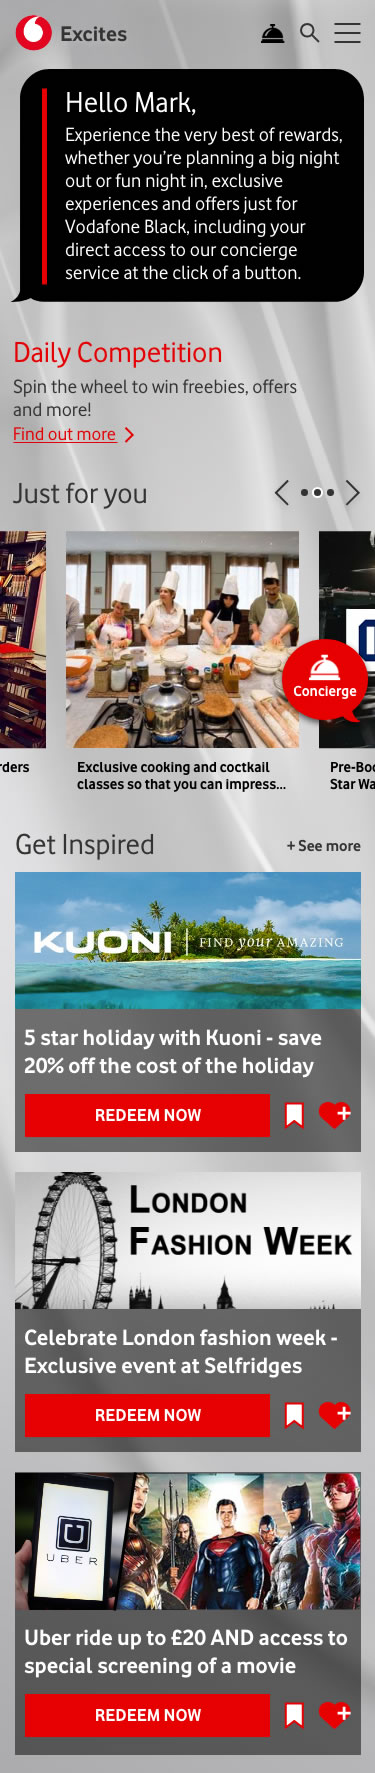 Excites
Hello Mark,
Experience the very best of rewards,
whether you're planning a big night
out or fun night in, exclusive
experiences and offers just for
Vodafone Black, including your
direct access to our concierge
service at the click of a button.
Daily Competition
Spin the wheel to win freebies, offers
and more!
Find out more
Just for you
Concierge
rders
Exclusive cooking and coctkail
classes so that you can impress...
Pre-Boo
Star Wa
Get Inspired
+ See more
KUONI FIND your AMAZING
5 star holiday with Kuoni - save
20% off the cost of the holiday
REDEEM NOW
LONDON
FASHION WEEK
Celebrate London fashion week -
Exclusive event at Selfridges
REDEEM NOW
UBER
Uber ride up to £20 AND access to
special screening of a movie
REDEEM NOW